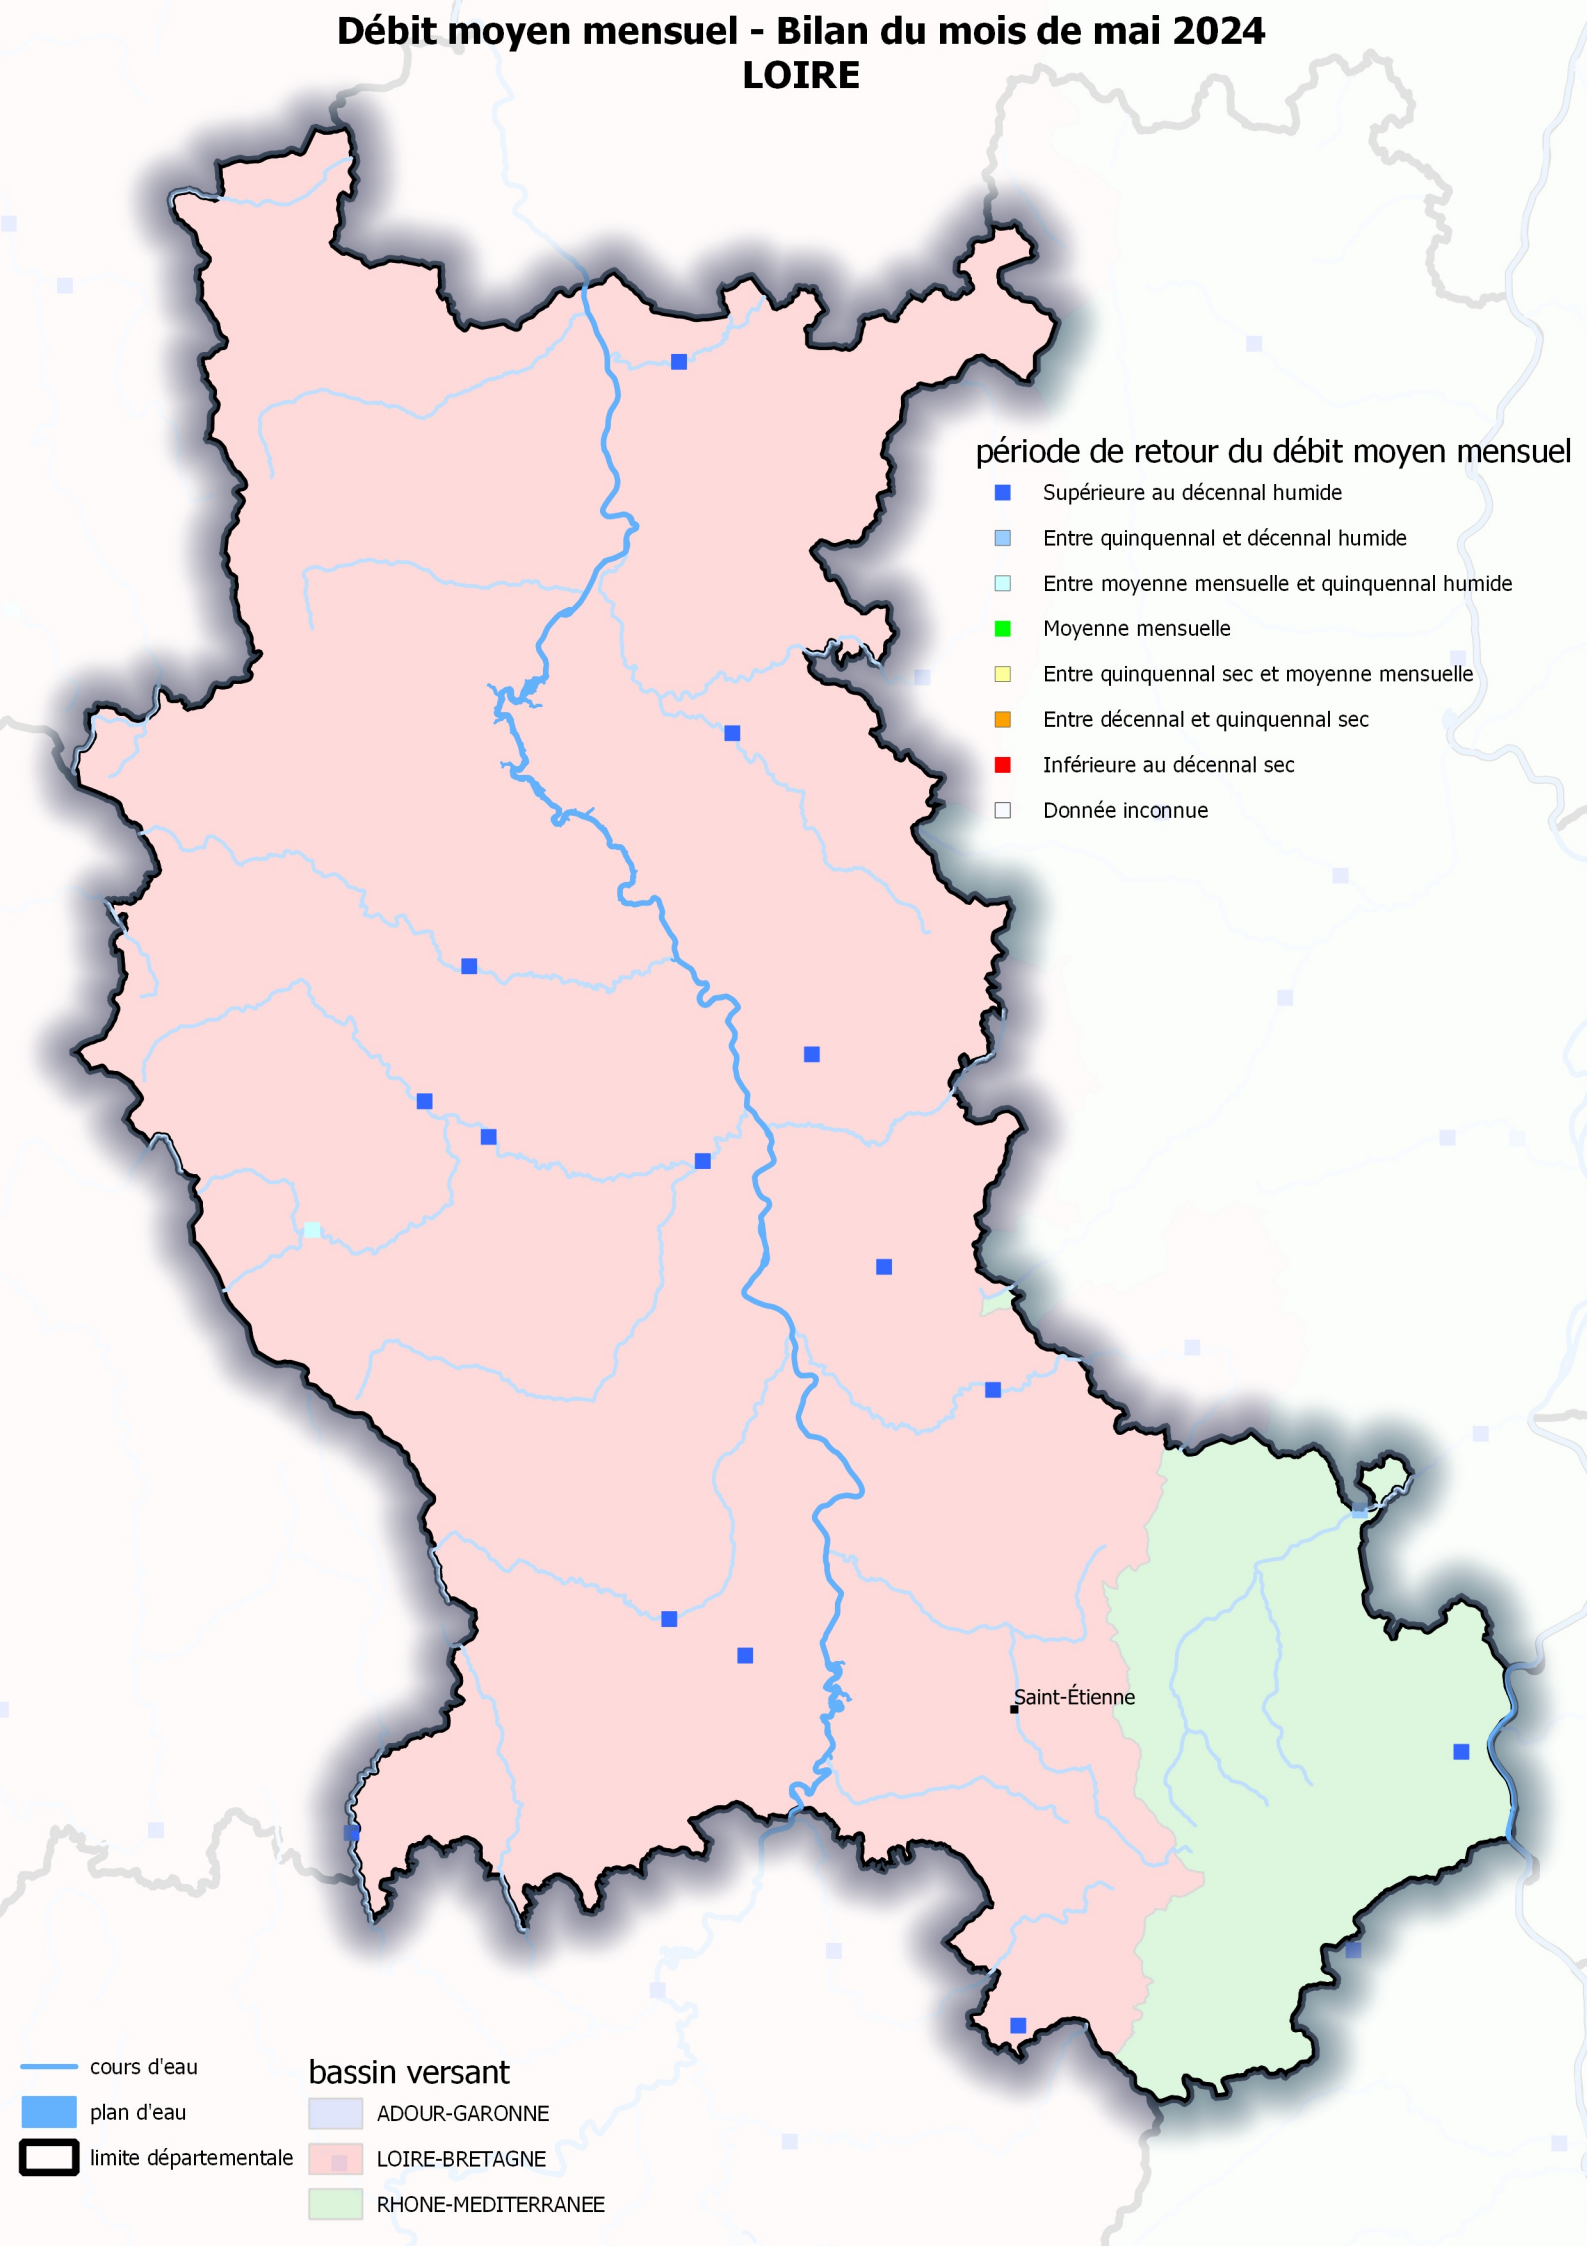 Débit moyen mensuel - Bilan du mois de mai 2024
LOIRE
période de retour du débit moyen mensuel
Supérieure au décennal humide
Entre quinquennal et décennal humide
Entre moyenne mensuelle et quinquennal humide
Moyenne mensuelle
Entre quinquennal sec et moyenne mensuelle
Entre décennal et quinquennal sec
Inférieure au décennal sec
Donnée inconnue
Saint-Étienne
cours d'eau
plan d'eau
limite départementale
bassin versant
ADOUR-GARONNE
LOIRE-BRETAGNE
RHONE-MEDITERRANEE